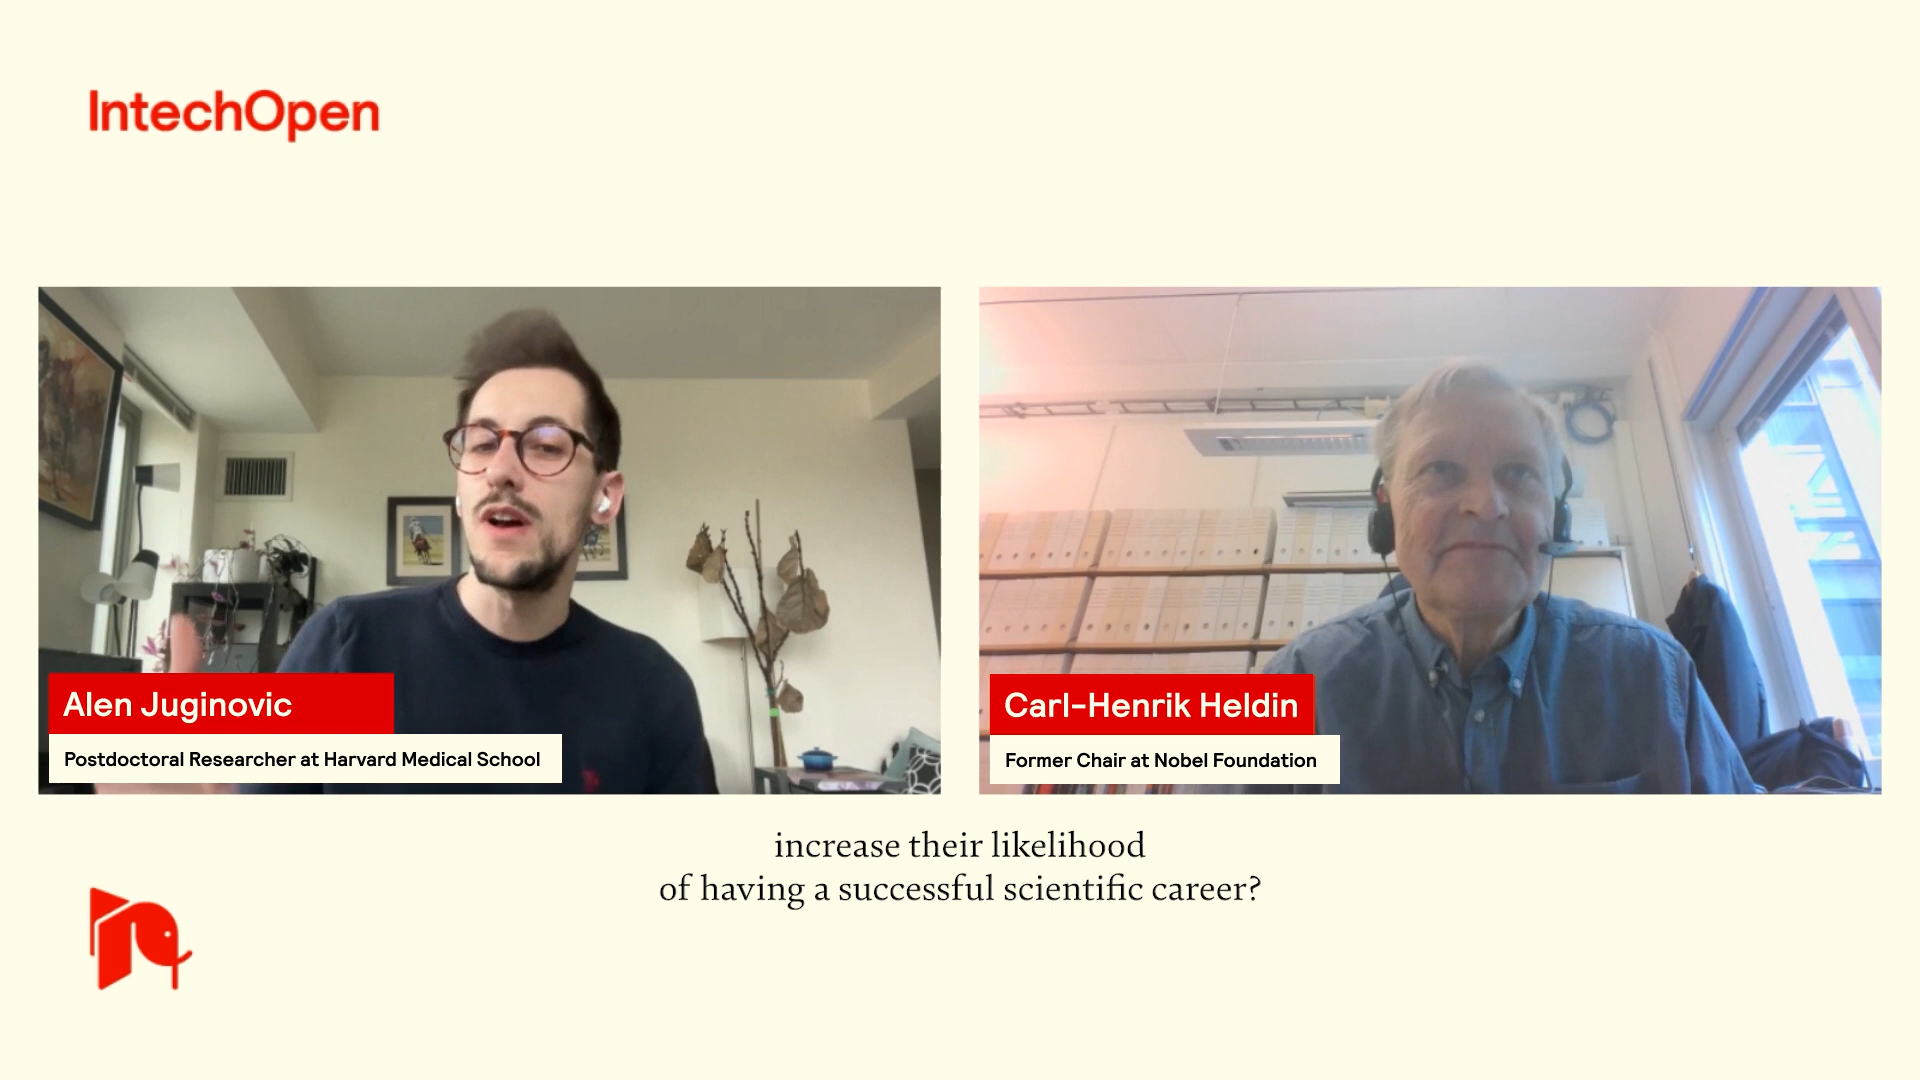 IntechOpen
Alen Juginovic
Postdoctoral Researcher at Harvard Medical School
Carl-Henrik Heldin
Former Chair at Nobel Foundation
increase their likelihood
of having a successful scientific career?